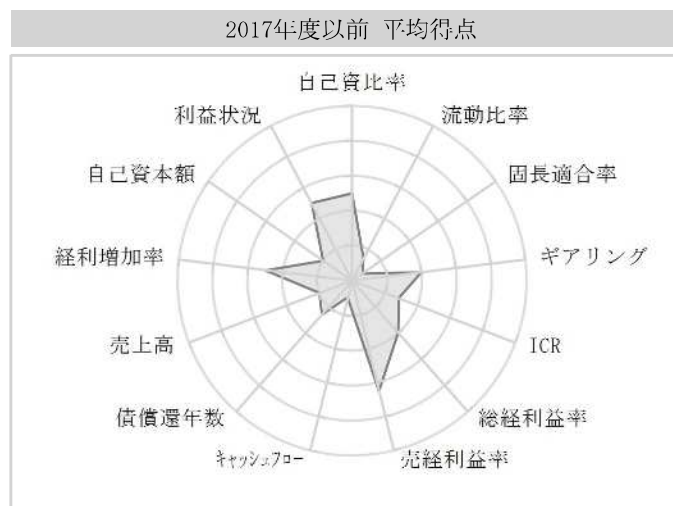 2017年度以前 平均得点
自己資比率
流動比率
固長適合率
ギアリング
ICR
総経利益率
売経利益率
キャッシュフロー
債償還年数
売上高
経利増加率
自己資本額
利益状況